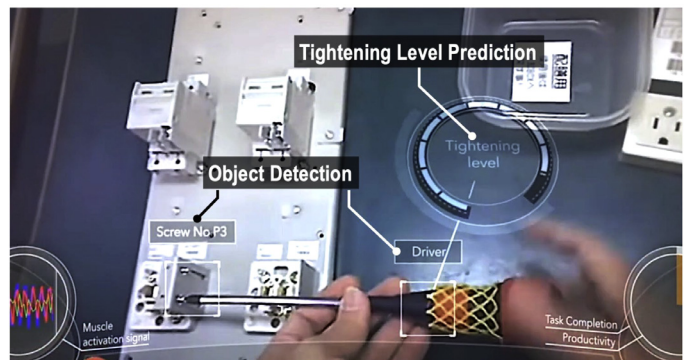 Tightening Level Prediction
Tightening
level
Object Detection
Screw No.P3
Driver
Muscle
activation signal
Task Completion
Productivity